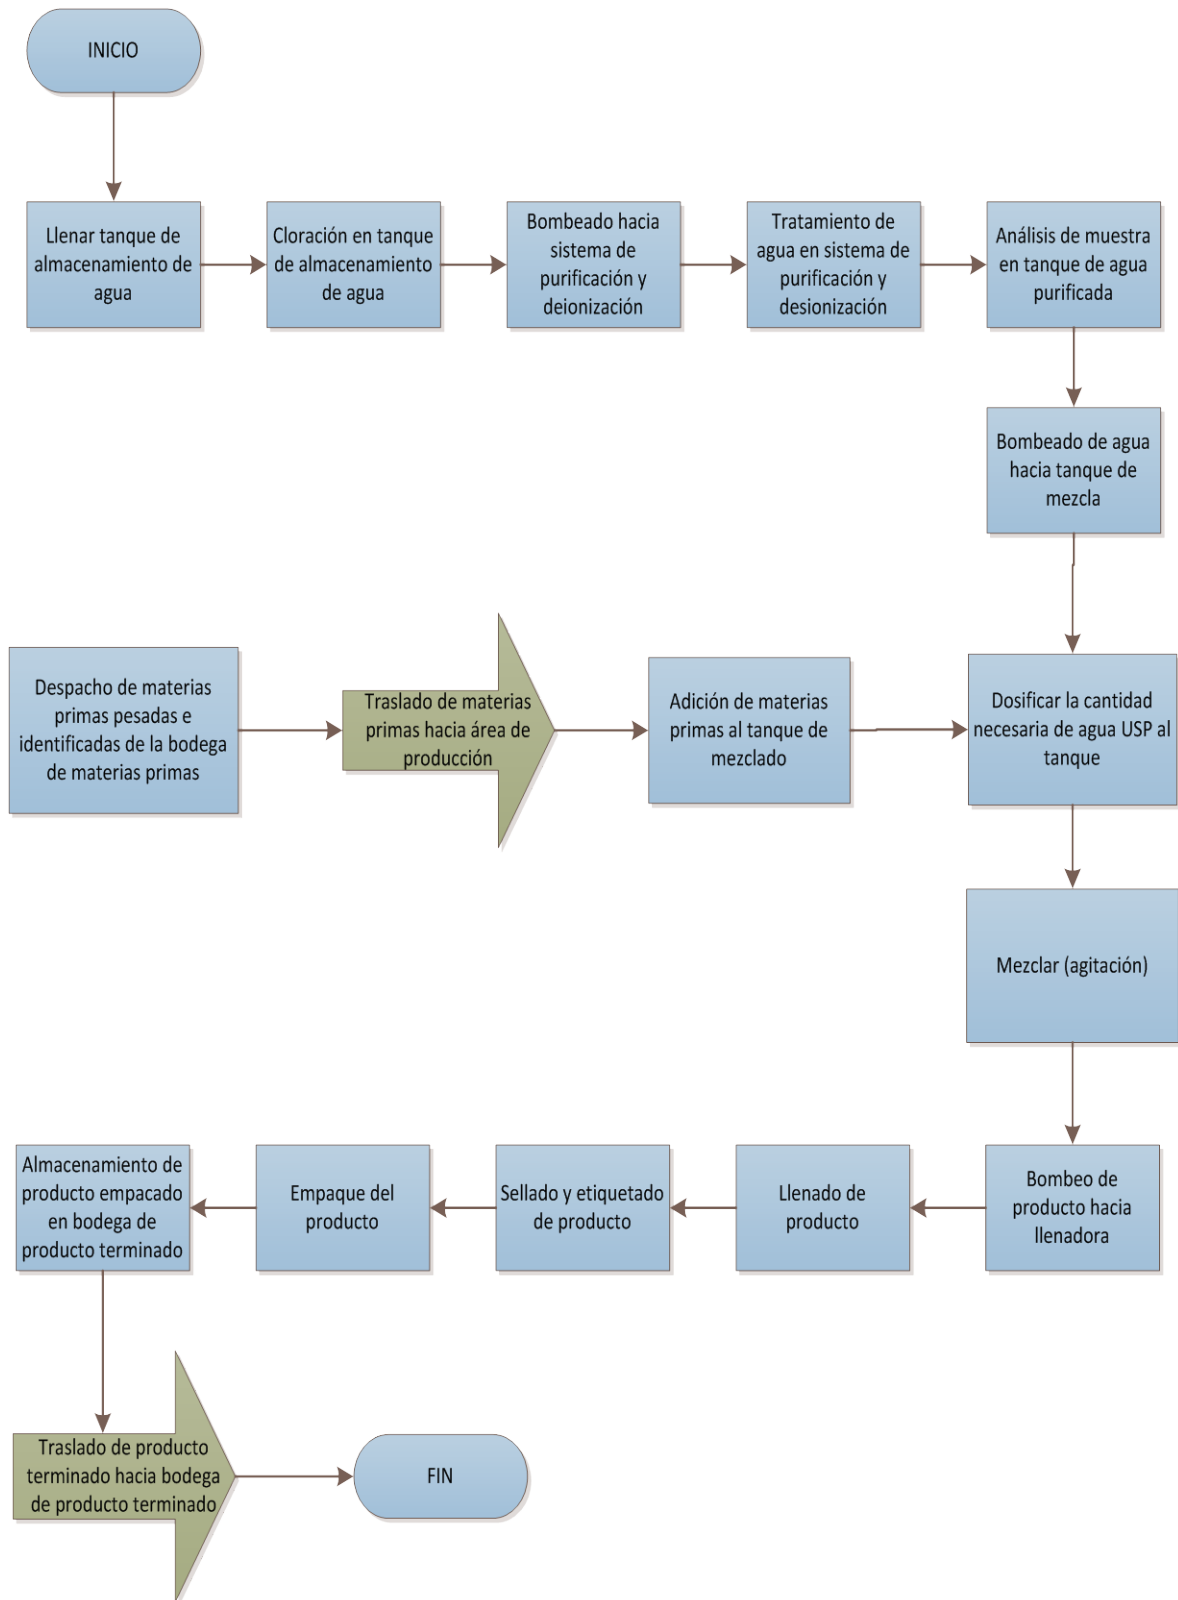 INICIO
Llenar tanque de
almacenamiento de
agua
Cloración en tanque
de almacenamiento
de agua
Bombeado hacia
sistema de
purificación y
deionización
Tratamiento de
agua en sistema de
purificación y
desionización
Análisis de muestra
en tanque de agua
purificada
Bombeado de agua
hacia tanque de
mezcla
Despacho de materias
primas pesadas e
identificadas de la bodega
de materias primas
Traslado de materias
primas hacia área de
producción
Adición de materias
primas al tanque de
mezclado
Dosificar la cantidad
necesaria de agua USP al
tanque
Mezclar (agitación)
Bombeo de
producto hacia
llenadora
Llenado de
producto
Sellado y etiquetado
de producto
Empaque del
producto
Almacenamiento de
producto empacado
en bodega de
producto terminado
Traslado de producto
terminado hacia bodega
de producto terminado
FIN